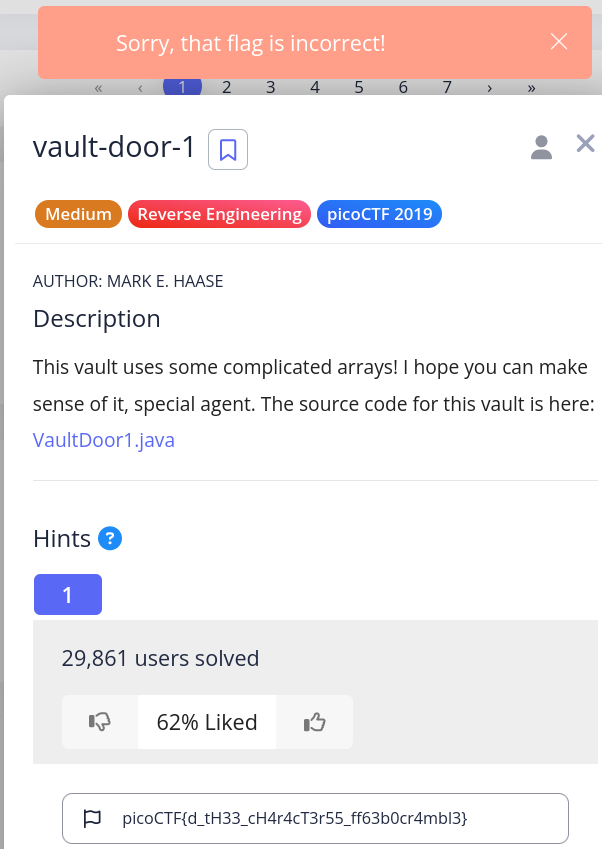 Sorry, that flag is incorrect!
« ‹ 1 2 3 4 5 6 7 › »
vault-door-1
Medium Reverse Engineering picoCTF 2019
AUTHOR: MARK E. HAASE
Description
This vault uses some complicated arrays! I hope you can make
sense of it, special agent. The source code for this vault is here:
VaultDoor1.java
Hints ?
1
29,861 users solved
62% Liked
picoCTF{d_tH33_cH4r4cT3r55_ff63b0cr4mbl3}